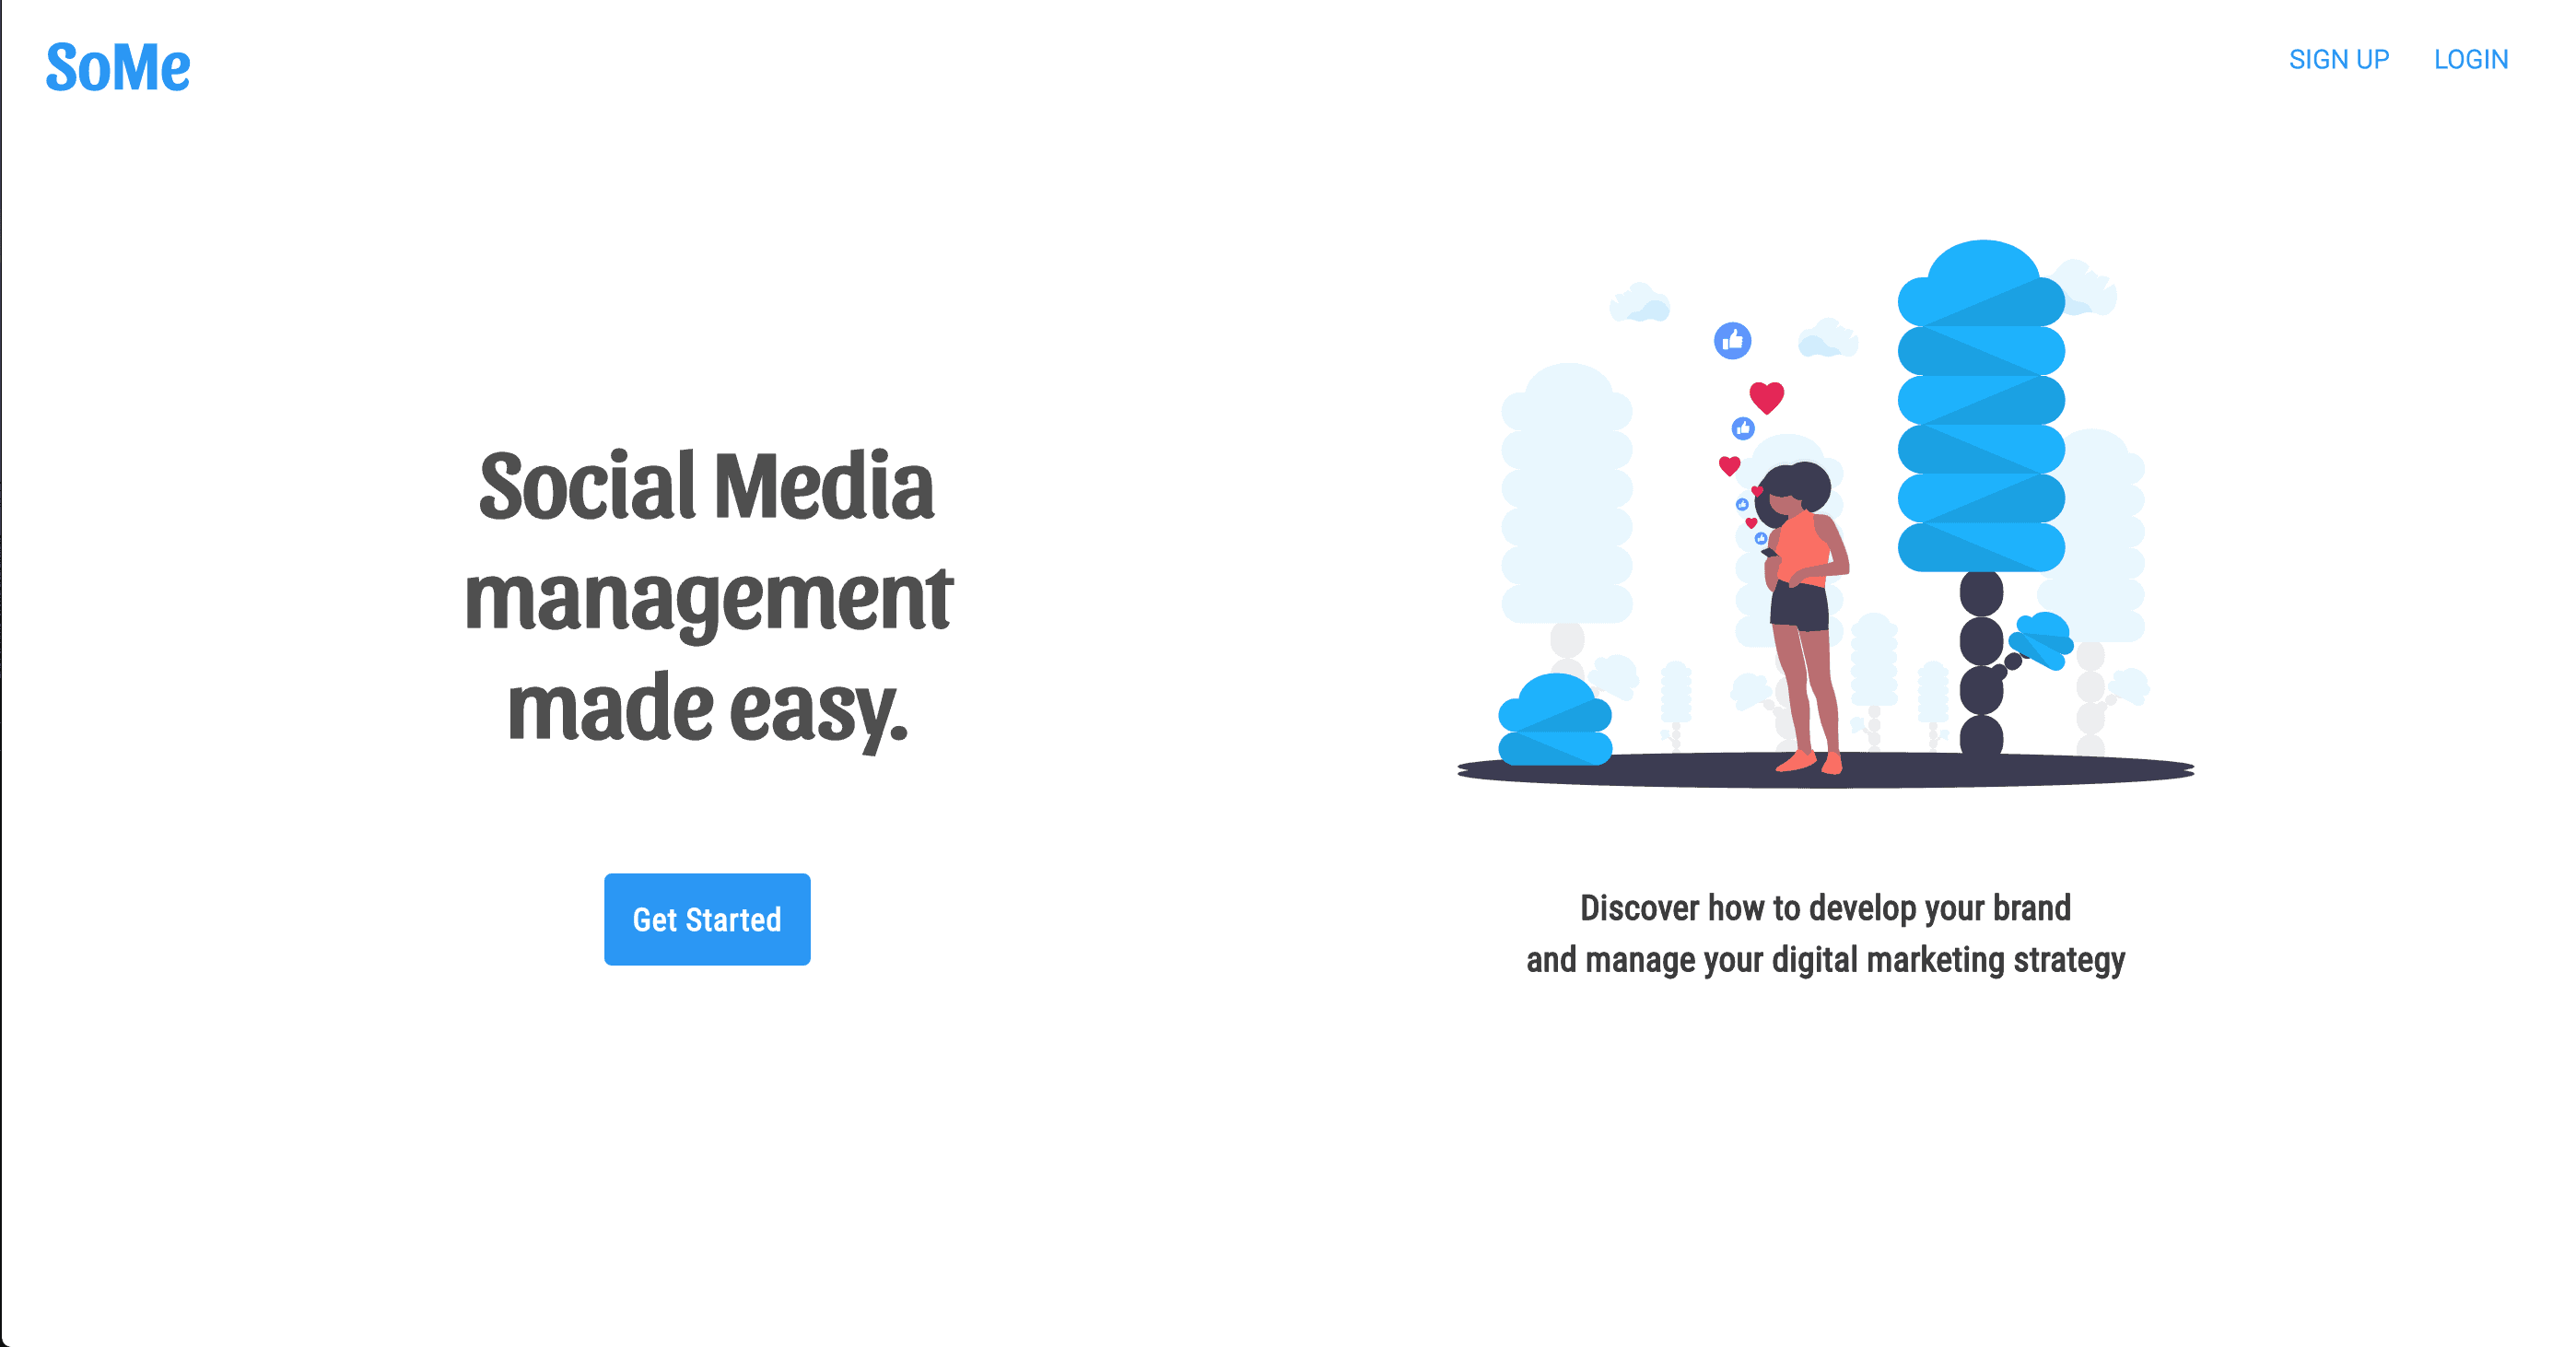 SoMe
SIGN UP LOGIN
Social Media
management
made easy.
Get Started
Discover how to develop your brand
and manage your digital marketing strategy